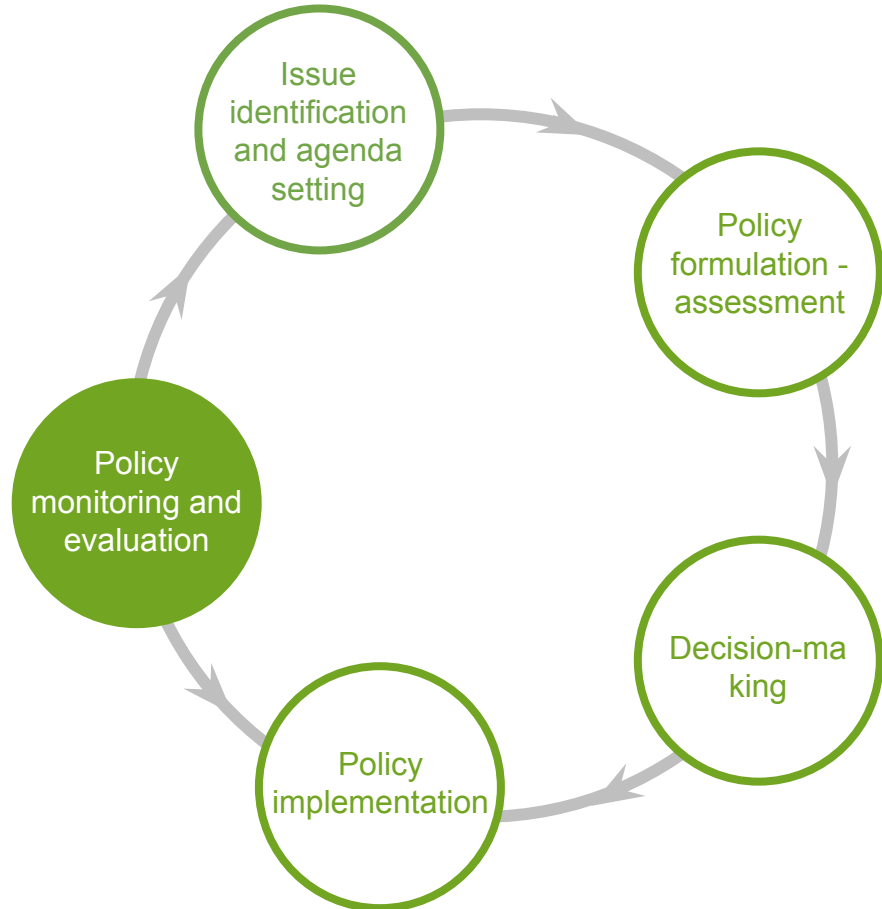 Issue
identification
and agenda
setting
Policy
formulation -
assessment
Decision-ma
king
Policy
implementation
Policy
monitoring and
evaluation